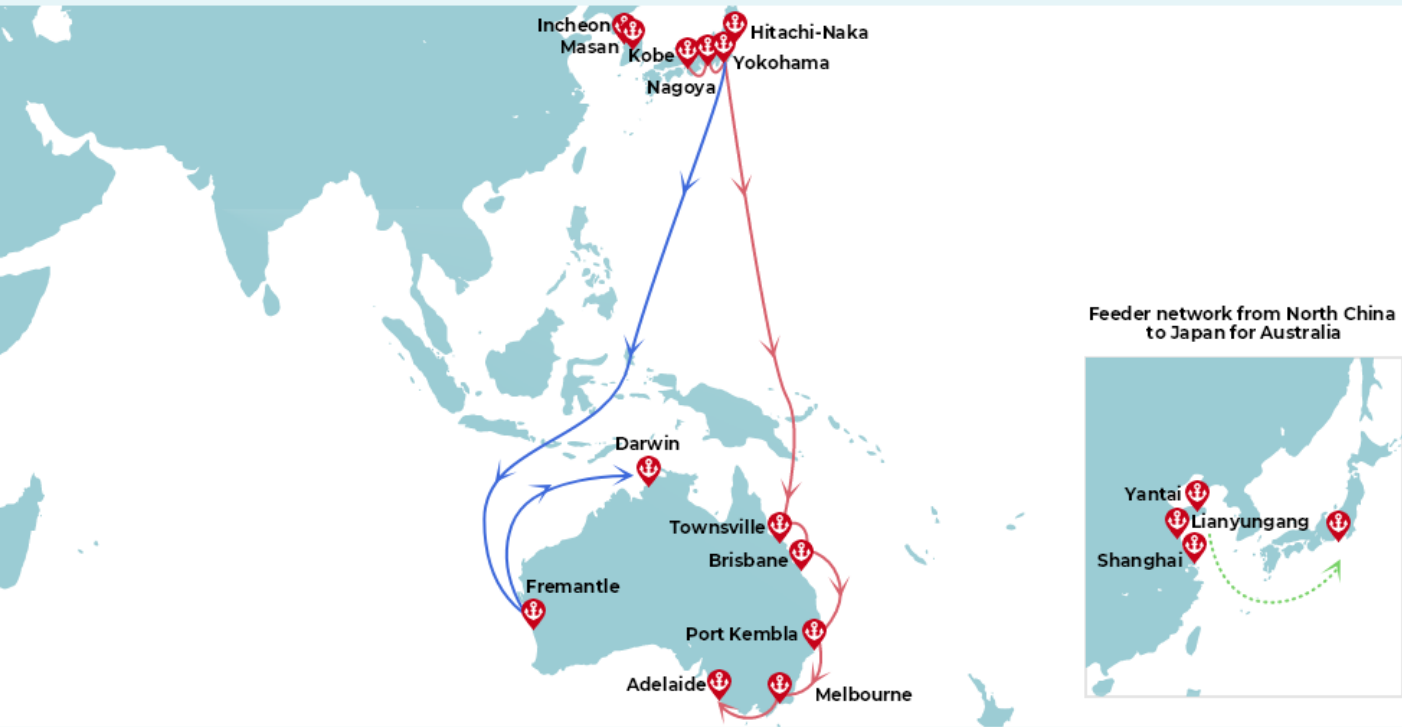 Incheon
Masan
Kobe
Nagoya
Hitachi-Naka
Yokohama
Feeder network from North China
to Japan for Australia
Darwin
Townsville
Brisbane
Fremantle
Port Kembla
Adelaide
Melbourne
Yantai
Lianyungang
Shanghai